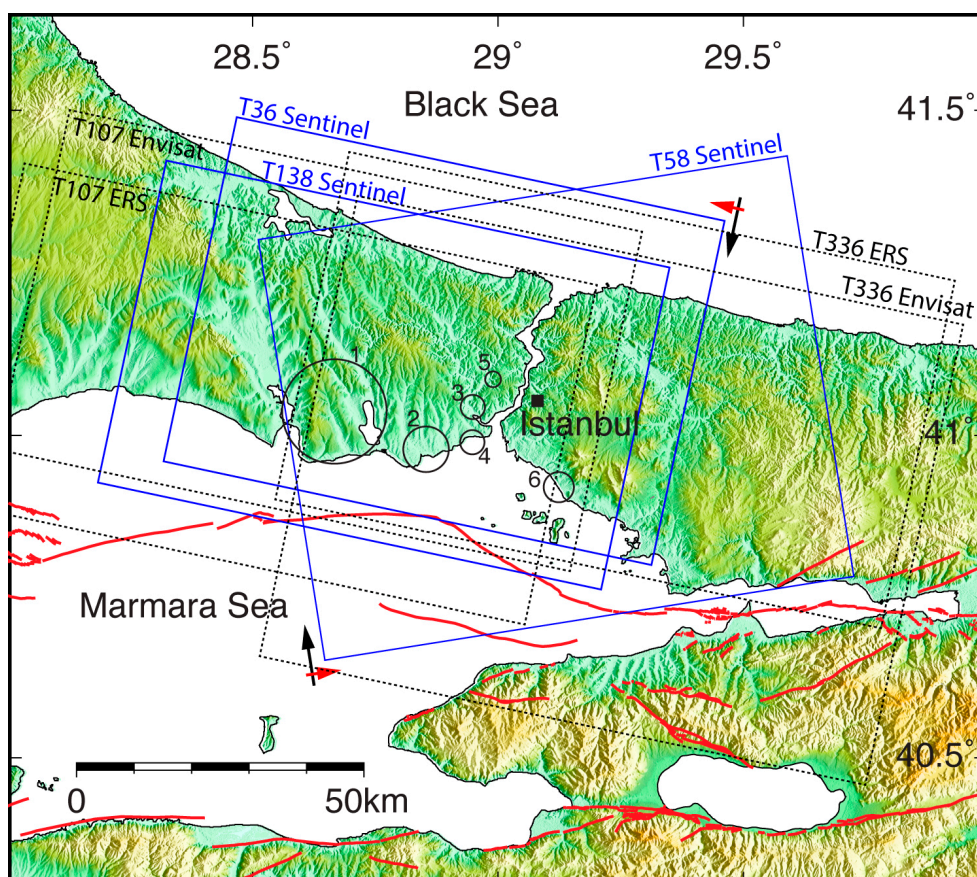 28.5°
29°
29.5°
Black Sea
41.5°
T36 Sentinel
T107 Envisat
T58 Sentinel
T138 Sentinel
T107 ERS
T336 ERS
T336 Envisat
1
5
3
Istanbul
41°
2
4
6
Marmara Sea
40.5°
0
50km